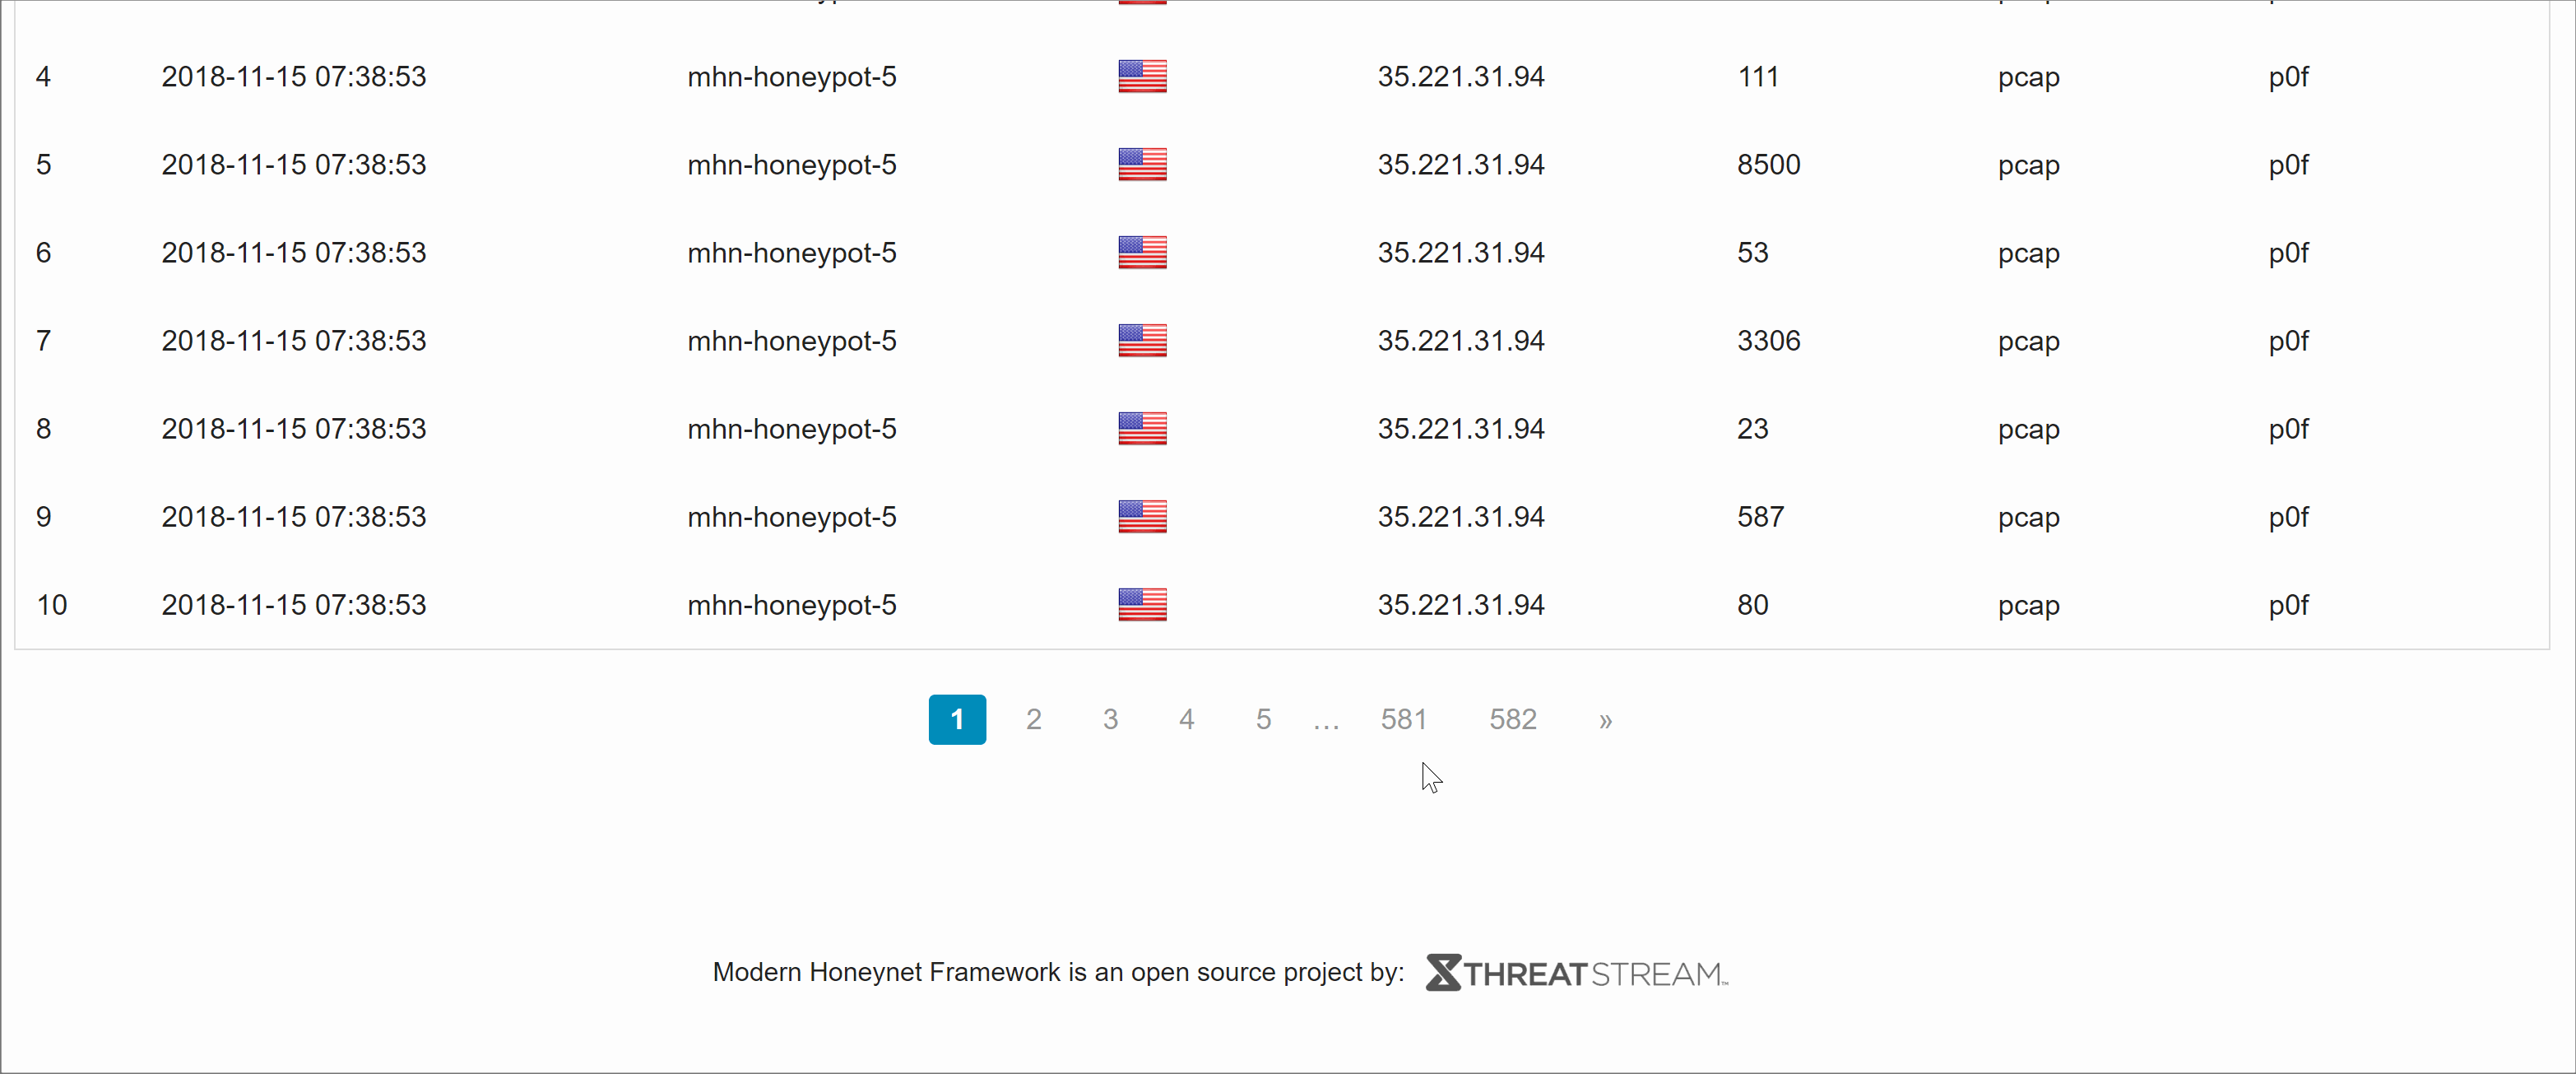 4 2018-11-15 07:38:53 mhn-honeypot-5 35.221.31.94 111 pcap p0f
5 2018-11-15 07:38:53 mhn-honeypot-5 35.221.31.94 8500 pcap p0f
6 2018-11-15 07:38:53 mhn-honeypot-5 35.221.31.94 53 pcap p0f
7 2018-11-15 07:38:53 mhn-honeypot-5 35.221.31.94 3306 pcap p0f
8 2018-11-15 07:38:53 mhn-honeypot-5 35.221.31.94 23 pcap p0f
9 2018-11-15 07:38:53 mhn-honeypot-5 35.221.31.94 587 pcap p0f
10 2018-11-15 07:38:53 mhn-honeypot-5 35.221.31.94 80 pcap p0f
1 2 3 4 5 … 581 582 »
Modern Honeynet Framework is an open source project by: THREATSTREAM™